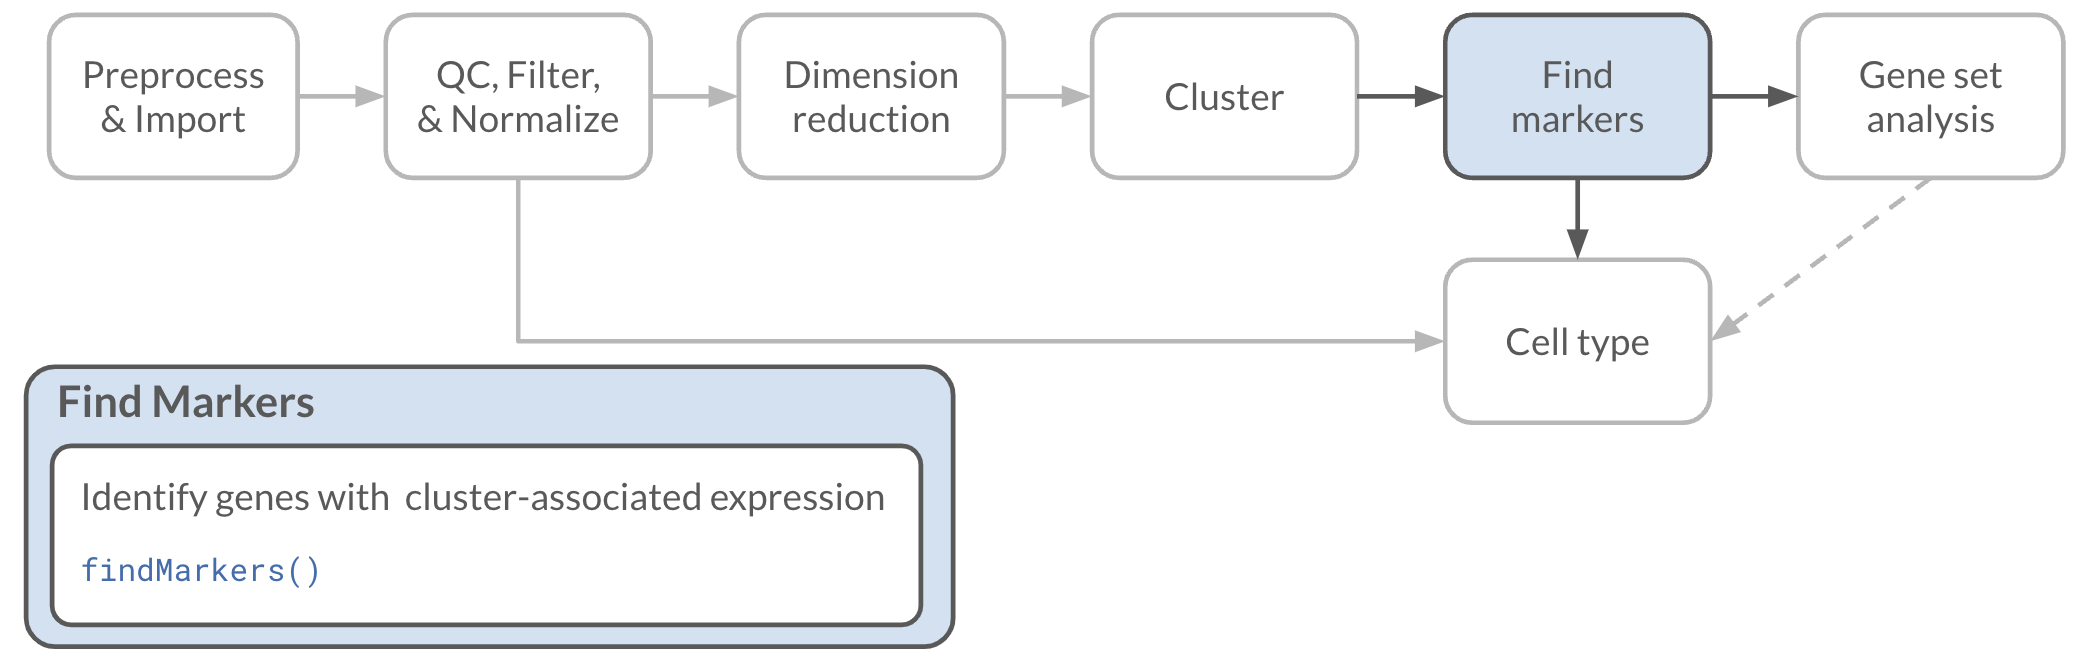 Preprocess
& Import
QC, Filter,
& Normalize
Dimension
reduction
Cluster
Find
markers
Gene set
analysis
Cell type
Find Markers
Identify genes with  cluster-associated expression
findMarkers()